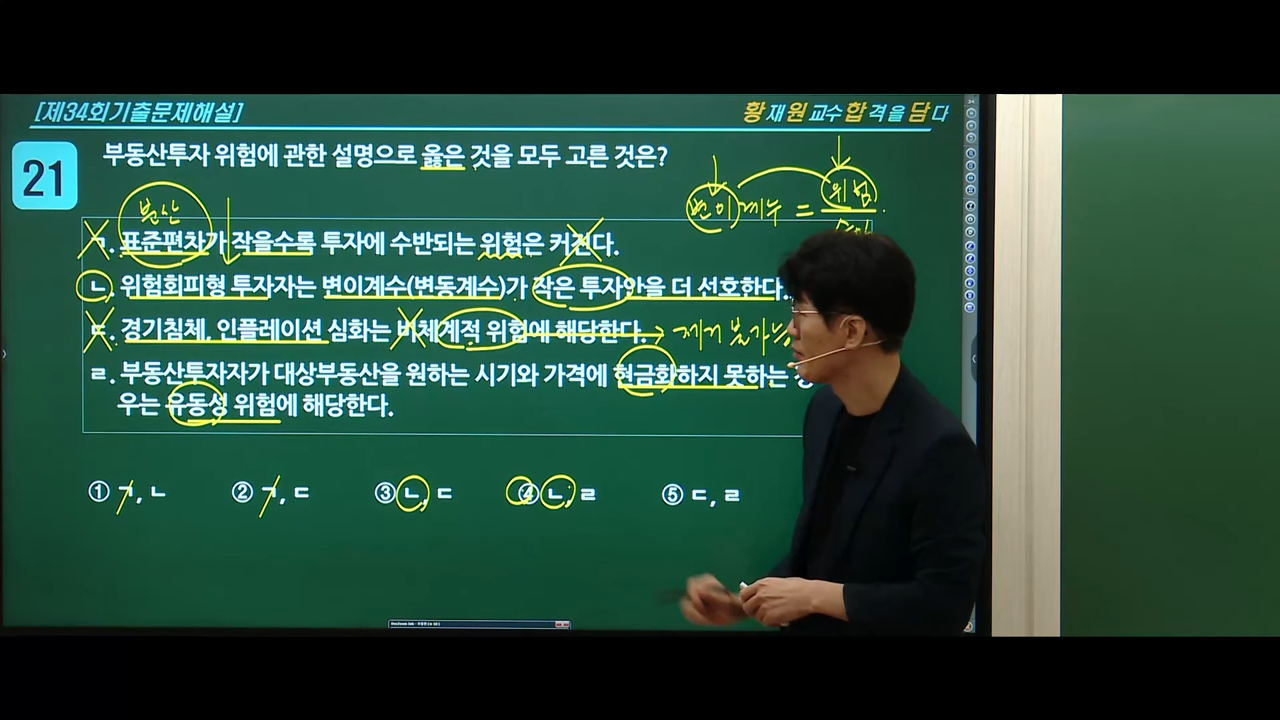 [제34회기출문제해설]
황재원 교수 합격을 담다
21
부동산투자 위험에 관한 설명으로 옳은 것을 모두 고른 것은?
변이계수 = 위험
분산
ㄱ. 표준편차가 작을수록 투자에 수반되는 위험은 커진다.
ㄴ. 위험회피형 투자자는 변이계수(변동계수)가 작은 투자안을 더 선호한다.
ㄷ. 경기침체, 인플레이션 심화는 비체계적 위험에 해당한다. → 제거 불가능
ㄹ. 부동산투자자가 대상부동산을 원하는 시기와 가격에 현금화하지 못하는 경
우는 유동성 위험에 해당한다.
① ㄱ, ㄴ ② ㄱ, ㄷ ③ ㄴ, ㄷ ④ ㄴ, ㄹ ⑤ ㄷ, ㄹ